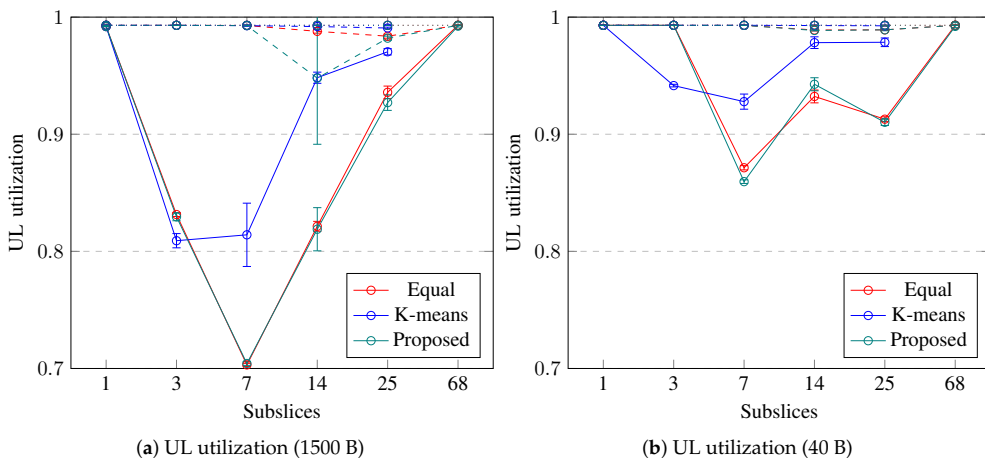 1
0.9
0.8
0.7
UL utilization
1 3 7 14 25 68
Subslices
Equal
K-means
Proposed
(a) UL utilization (1500 B)
1
0.9
0.8
0.7
UL utilization
1 3 7 14 25 68
Subslices
Equal
K-means
Proposed
(b) UL utilization (40 B)